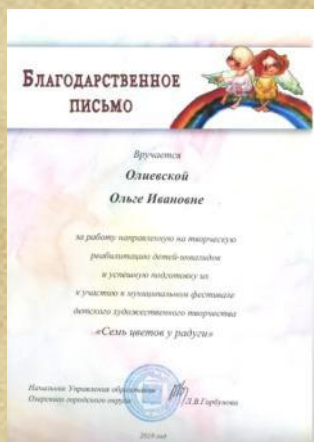 БЛАГОДАРСТВЕННОЕ
ПИСЬМО
Вручается
Олиевской
Ольге Ивановне
за работу направленную на творческую
реабилитацию детей-инвалидов
и успешную подготовку их
к участию в муниципальном фестивале
детского художественного творчества
«Семь цветов у радуги»
Начальник Управления образования
Озерского городского округа
Л.В.Горбунова
2019 год